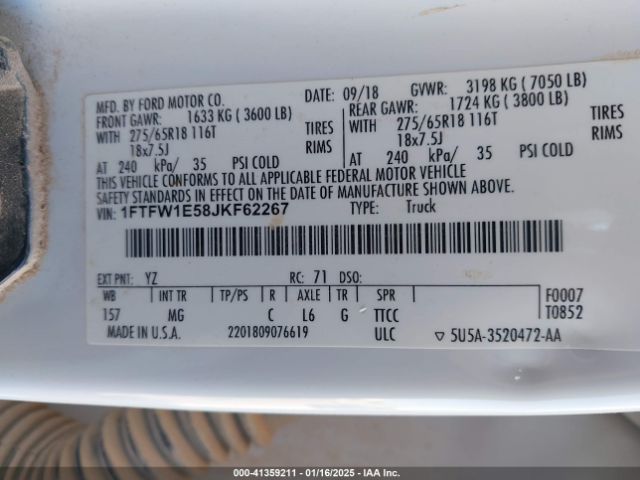 MFD. BY FORD MOTOR CO. DATE: 09/18 GVWR: 3198 KG (7050 LB)
FRONT GAWR: 1633 KG (3600 LB) REAR GAWR: 1724 KG (3800 LB)
WITH 275/65R18 116T TIRES WITH 275/65R18 116T TIRES
18x7.5J RIMS 18x7.5J RIMS
AT 240 kPa/ 35 PSI COLD AT 240 kPa/ 35 PSI COLD
THIS VEHICLE CONFORMS TO ALL APPLICABLE FEDERAL MOTOR VEHICLE
SAFETY STANDARDS IN EFFECT ON THE DATE OF MANUFACTURE SHOWN ABOVE.
VIN: 1FTFW1E58JKF62267 TYPE: Truck
EXT PNT: YZ RC: 71 DSO:
WB INT TR TP/PS R AXLE TR SPR F0007
157 MG C L6 G TTCC T0852
MADE IN U.S.A. 2201809076619 ULC ▽ 5U5A-3520472-AA
000-41359211 - 01/16/2025 - IAA Inc.